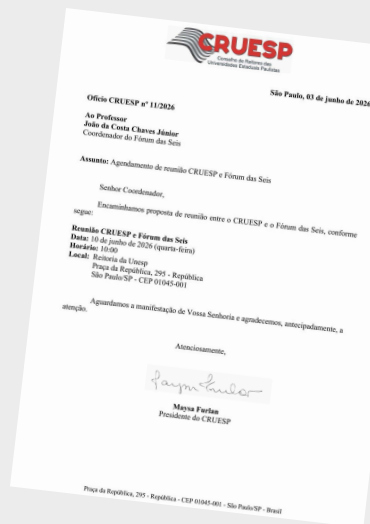 CRUESP
Conselho de Reitores das
Universidades Estaduais Paulistas
São Paulo, 03 de junho de 2026
Ofício CRUESP nº 11/2026
Ao Professor
João da Costa Chaves Júnior
Coordenador do Fórum das Seis
Assunto: Agendamento de reunião CRUESP e Fórum das Seis
Senhor Coordenador,
Encaminhamos proposta de reunião entre o CRUESP e o Fórum das Seis, conforme
segue:
Reunião CRUESP e Fórum das Seis
Data: 10 de junho de 2026 (quarta-feira)
Horário: 10:00
Local: Reitoria da Unesp
Praça da República, 295 - República
São Paulo/SP - CEP 01045-001
Aguardamos a manifestação de Vossa Senhoria e agradecemos, antecipadamente, a
atenção.
Atenciosamente,
Maysa Furlan
Presidente do CRUESP
Praça da República, 295 - República - CEP 01045-001 - São Paulo/SP - Brasil